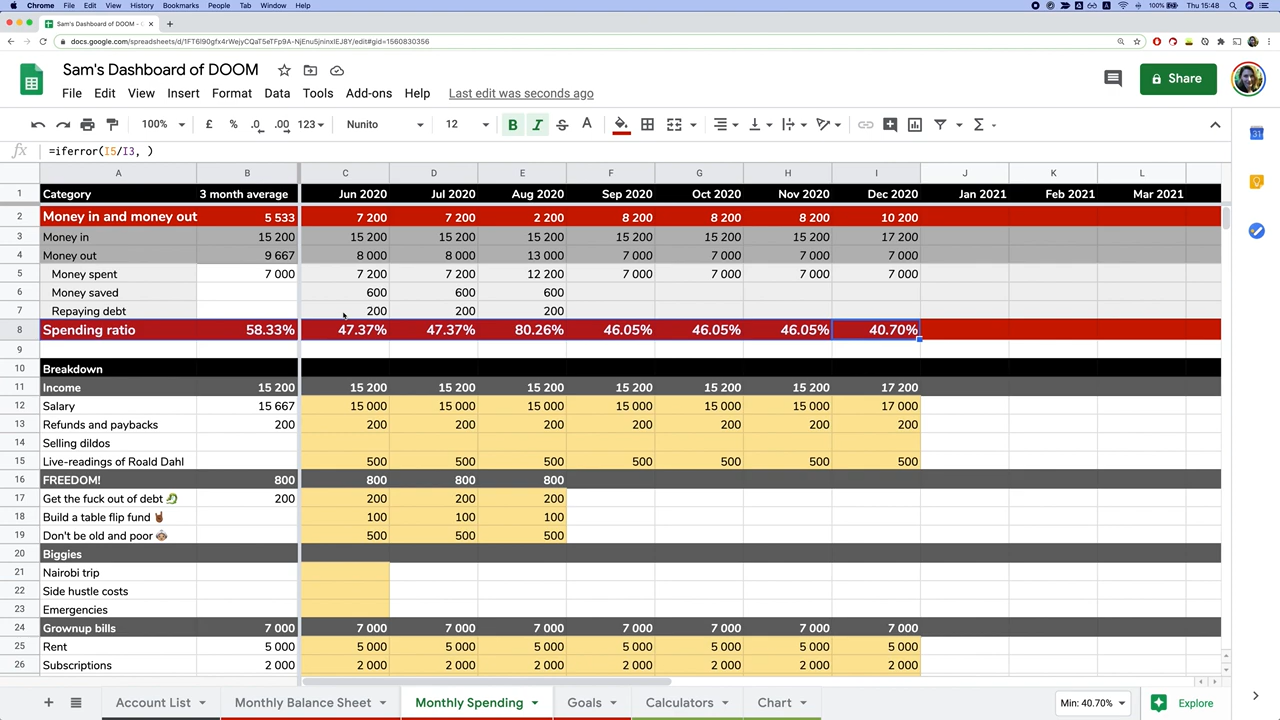 Chrome File Edit View History Bookmarks People Tab Window Help 100% Thu 15:48
Sam's Dashboard of DOOM -
docs.google.com/spreadsheets/d/1FT6I90gfx4rWejyCQaT5eTFp9A-NjEnu5jninxIEJ8Y/edit#gid=1560830356
Sam's Dashboard of DOOM
Share
File Edit View Insert Format Data Tools Add-ons Help Last edit was seconds ago
100% £ % .0 .00 123 Nunito 12 B I S A
fx =iferror(I5/I3, )
A B C D E F G H I J K L
1 Category 3 month average Jun 2020 Jul 2020 Aug 2020 Sep 2020 Oct 2020 Nov 2020 Dec 2020 Jan 2021 Feb 2021 Mar 2021
2 Money in and money out 5 533 7 200 7 200 2 200 8 200 8 200 8 200 10 200
3 Money in 15 200 15 200 15 200 15 200 15 200 15 200 15 200 17 200
4 Money out 9 667 8 000 8 000 13 000 7 000 7 000 7 000 7 000
5 Money spent 7 000 7 200 7 200 12 200 7 000 7 000 7 000 7 000
6 Money saved 600 600 600
7 Repaying debt 200 200 200
8 Spending ratio 58.33% 47.37% 47.37% 80.26% 46.05% 46.05% 46.05% 40.70%
9
10 Breakdown
11 Income 15 200 15 200 15 200 15 200 15 200 15 200 15 200 17 200
12 Salary 15 667 15 000 15 000 15 000 15 000 15 000 15 000 17 000
13 Refunds and paybacks 200 200 200 200 200 200 200 200
14 Selling dildos
15 Live-readings of Roald Dahl 500 500 500 500 500 500 500
16 FREEDOM! 800 800 800 800
17 Get the fuck out of debt 🐉 200 200 200 200
18 Build a table flip fund 🤘🏾 100 100 100
19 Don't be old and poor 👵🏽 500 500 500
20 Biggies
21 Nairobi trip
22 Side hustle costs
23 Emergencies
24 Grownup bills 7 000 7 000 7 000 7 000 7 000 7 000 7 000 7 000
25 Rent 5 000 5 000 5 000 5 000 5 000 5 000 5 000 5 000
26 Subscriptions 2 000 2 000 2 000 2 000 2 000 2 000 2 000 2 000
Account List Monthly Balance Sheet Monthly Spending Goals Calculators Chart Min: 40.70% Explore